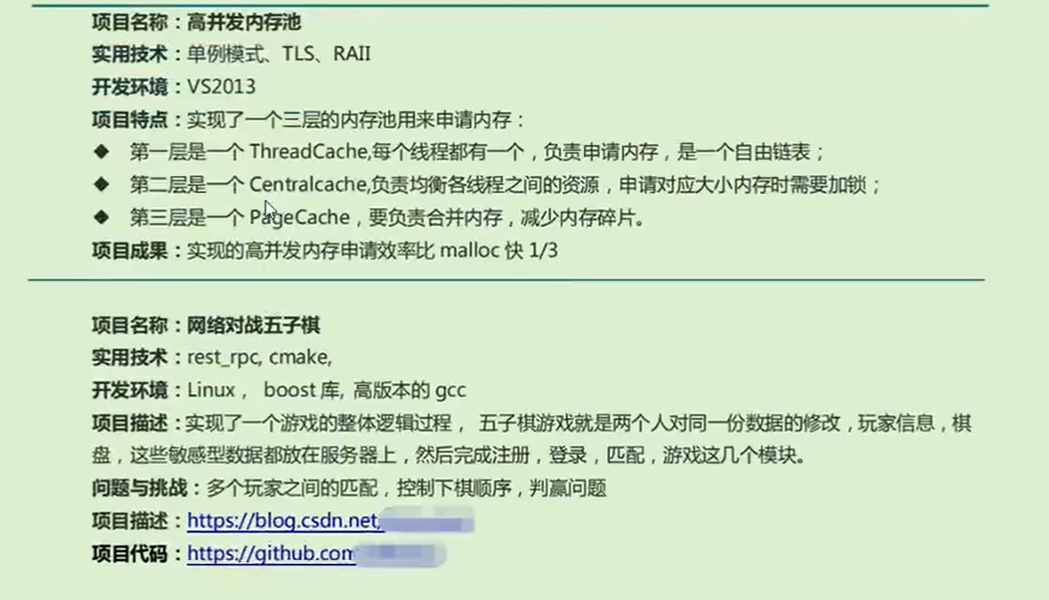 项目名称：高并发内存池
实用技术：单例模式、TLS、RAII
开发环境：VS2013
项目特点：实现了一个三层的内存池用来申请内存：
◆ 第一层是一个 ThreadCache,每个线程都有一个，负责申请内存，是一个自由链表；
◆ 第二层是一个 Centralcache,负责均衡各线程之间的资源，申请对应大小内存时需要加锁；
◆ 第三层是一个 PageCache，要负责合并内存，减少内存碎片。
项目成果：实现的高并发内存申请效率比 malloc 快 1/3
项目名称：网络对战五子棋
实用技术：rest_rpc, cmake,
开发环境：Linux， boost 库, 高版本的 gcc
项目描述：实现了一个游戏的整体逻辑过程， 五子棋游戏就是两个人对同一份数据的修改，玩家信息，棋
盘，这些敏感型数据都放在服务器上，然后完成注册，登录，匹配，游戏这几个模块。
问题与挑战：多个玩家之间的匹配，控制下棋顺序，判赢问题
项目描述：https://blog.csdn.net/
项目代码：https://github.com